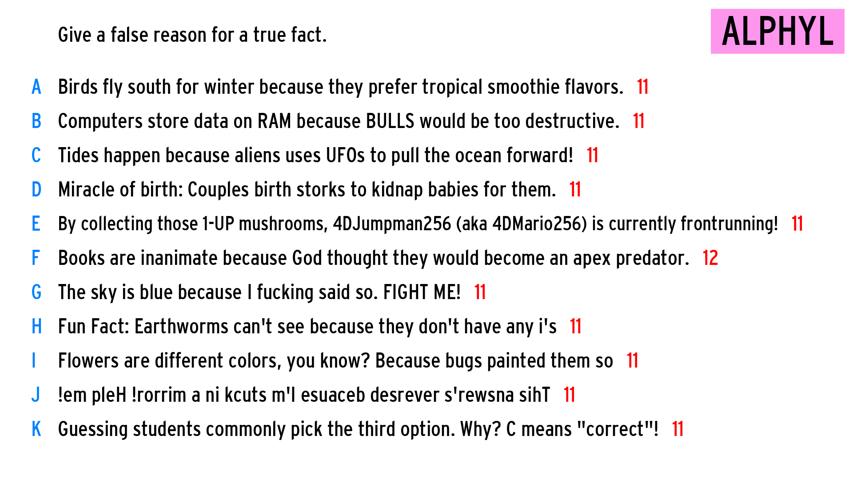 Give a false reason for a true fact.
ALPHYL
A Birds fly south for winter because they prefer tropical smoothie flavors. 11
B Computers store data on RAM because BULLS would be too destructive. 11
C Tides happen because aliens uses UFOs to pull the ocean forward! 11
D Miracle of birth: Couples birth storks to kidnap babies for them. 11
E By collecting those 1-UP mushrooms, 4DJumpman256 (aka 4DMario256) is currently frontrunning! 11
F Books are inanimate because God thought they would become an apex predator. 12
G The sky is blue because I fucking said so. FIGHT ME! 11
H Fun Fact: Earthworms can't see because they don't have any i's 11
I Flowers are different colors, you know? Because bugs painted them so 11
J !em pleH !rorrim a ni kcuts m'I esuaceb desrever s'rewsna sihT 11
K Guessing students commonly pick the third option. Why? C means "correct"! 11